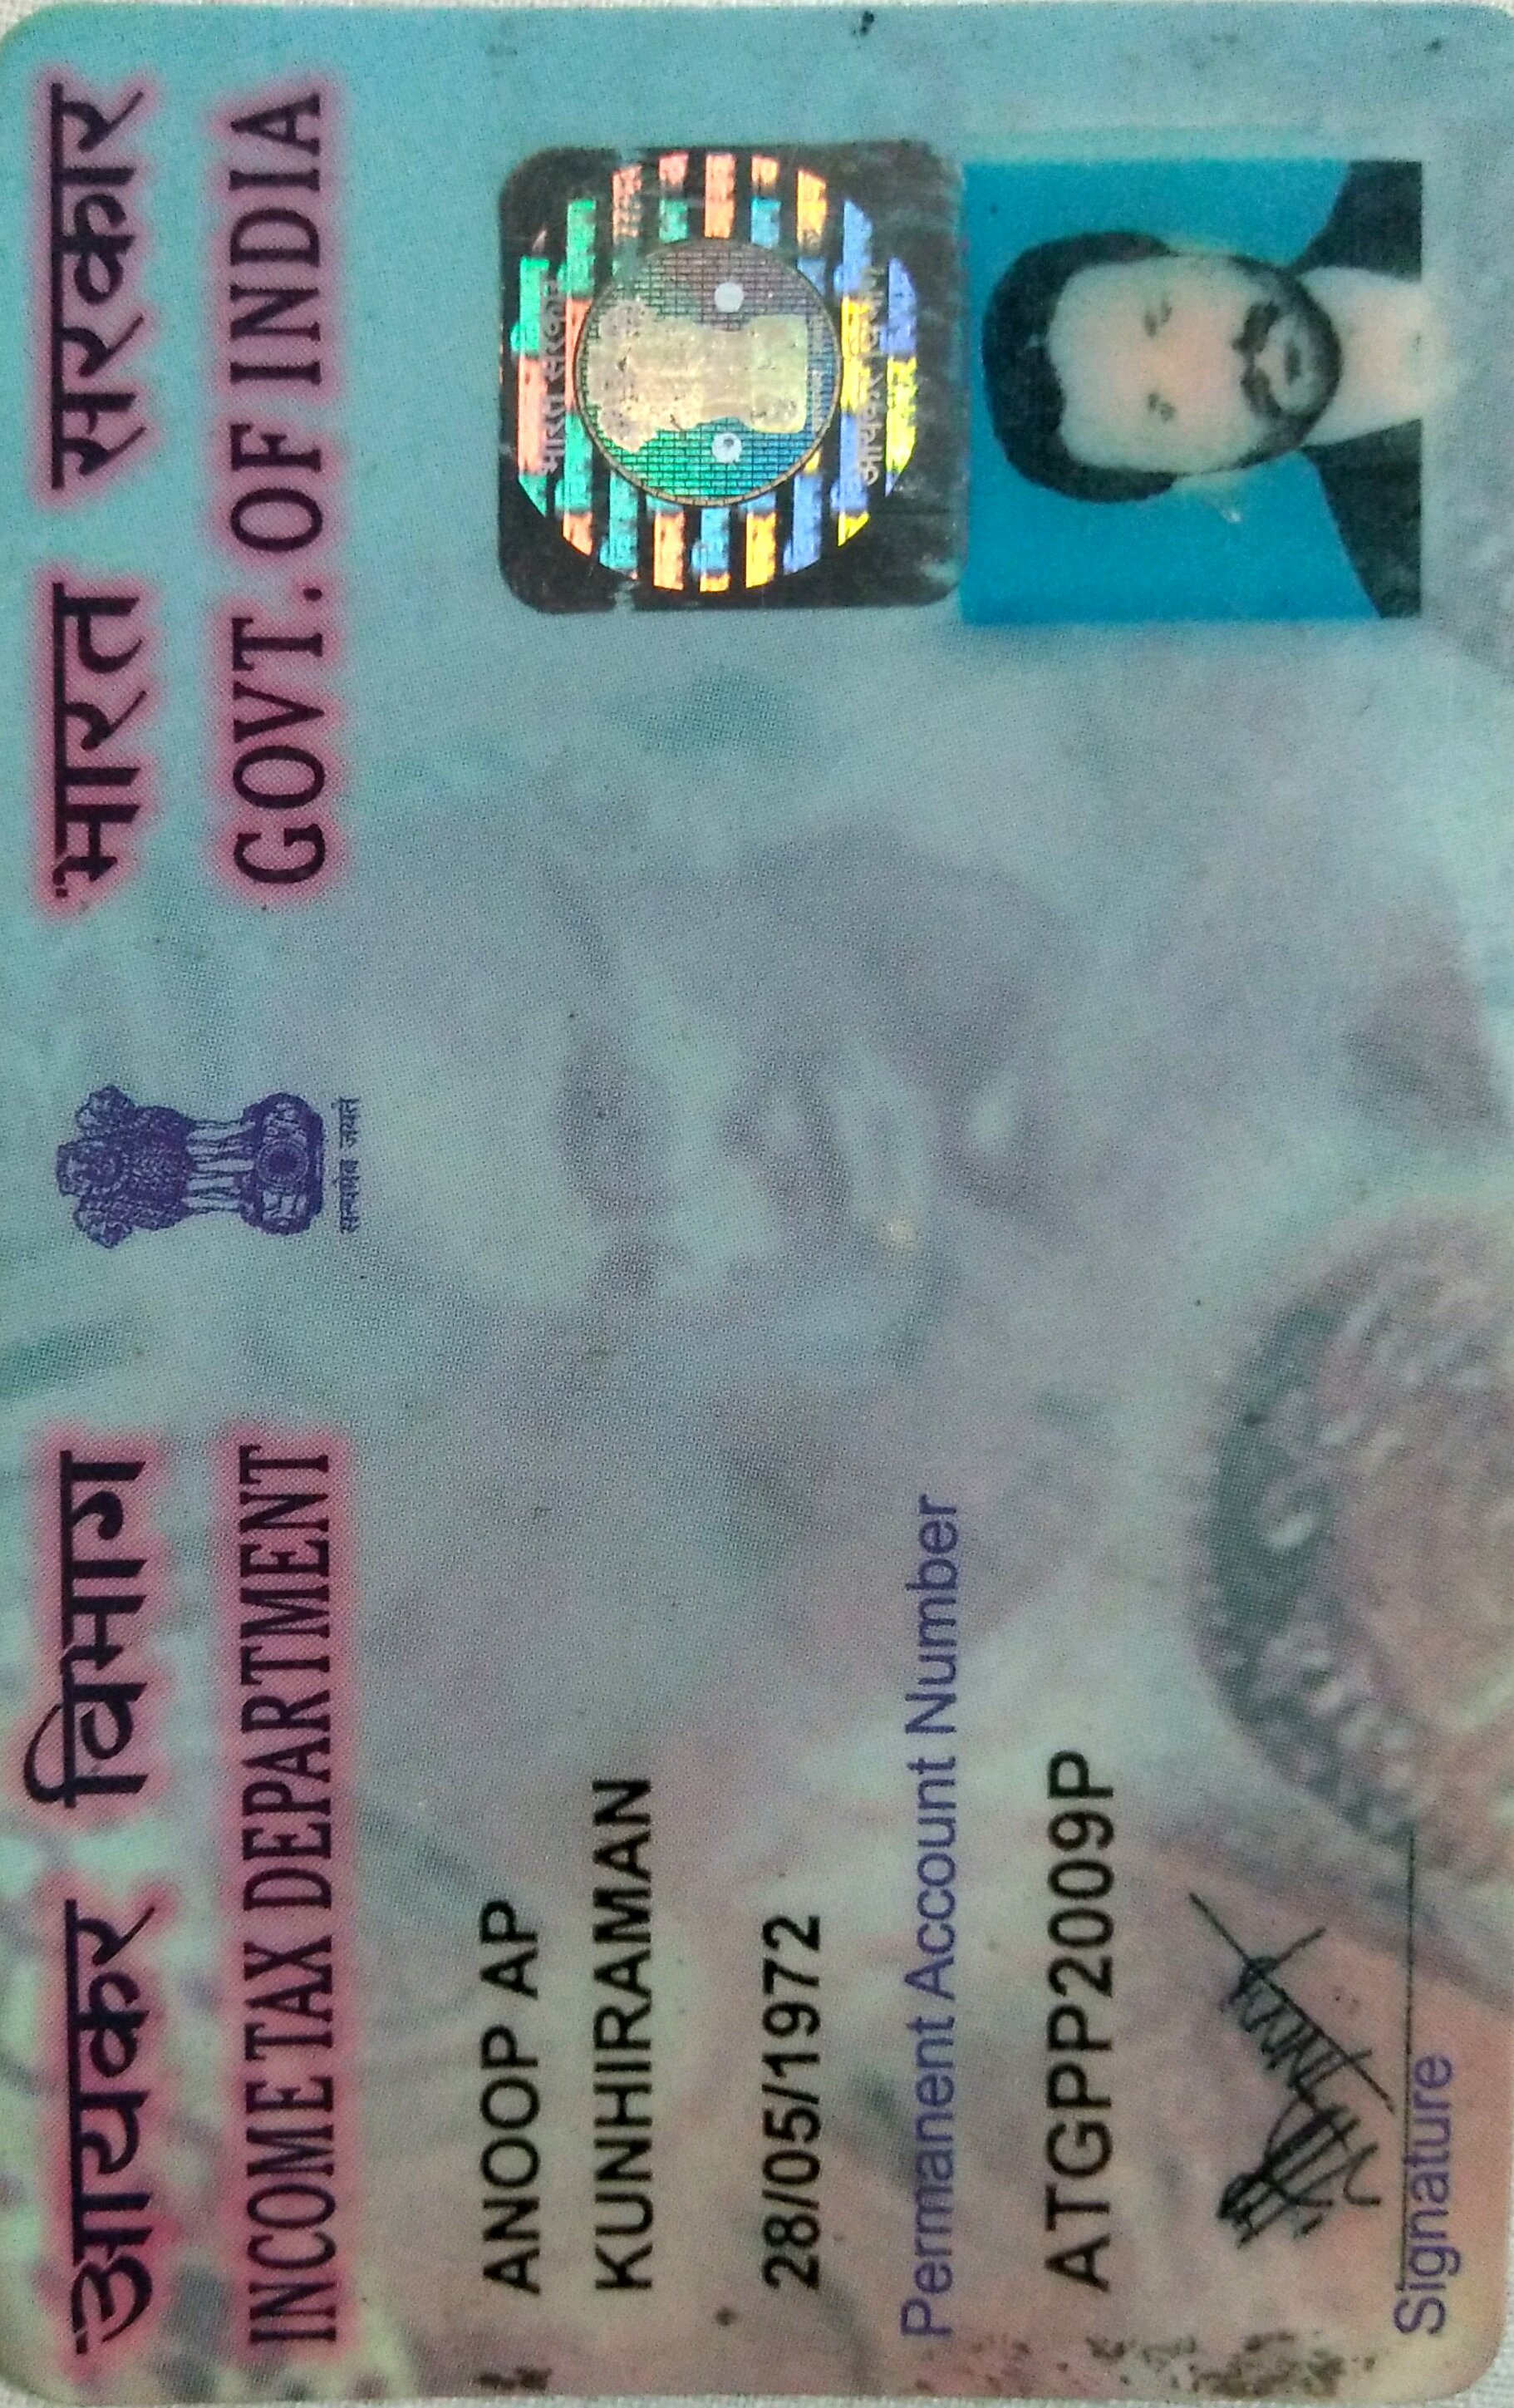 आयकर विभाग
INCOME TAX DEPARTMENT
सत्यमेव जयते
भारत सरकार
GOVT. OF INDIA
ANOOP AP
KUNHIRAMAN
28/05/1972
Permanent Account Number
ATGPP2009P
Signature
भारत सरकार
आयकर विभाग